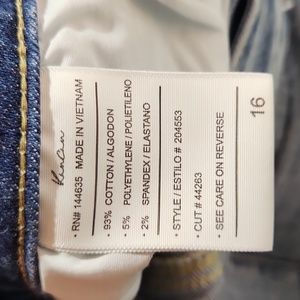 • RN# 144635 MADE IN VIETNAM
• 93% COTTON / ALGODON
• 5% POLYETHYLENE / POLIETILENO
• 2% SPANDEX / ELASTANO
• STYLE / ESTILO # 204553
• CUT # 44263
• SEE CARE ON REVERSE
16